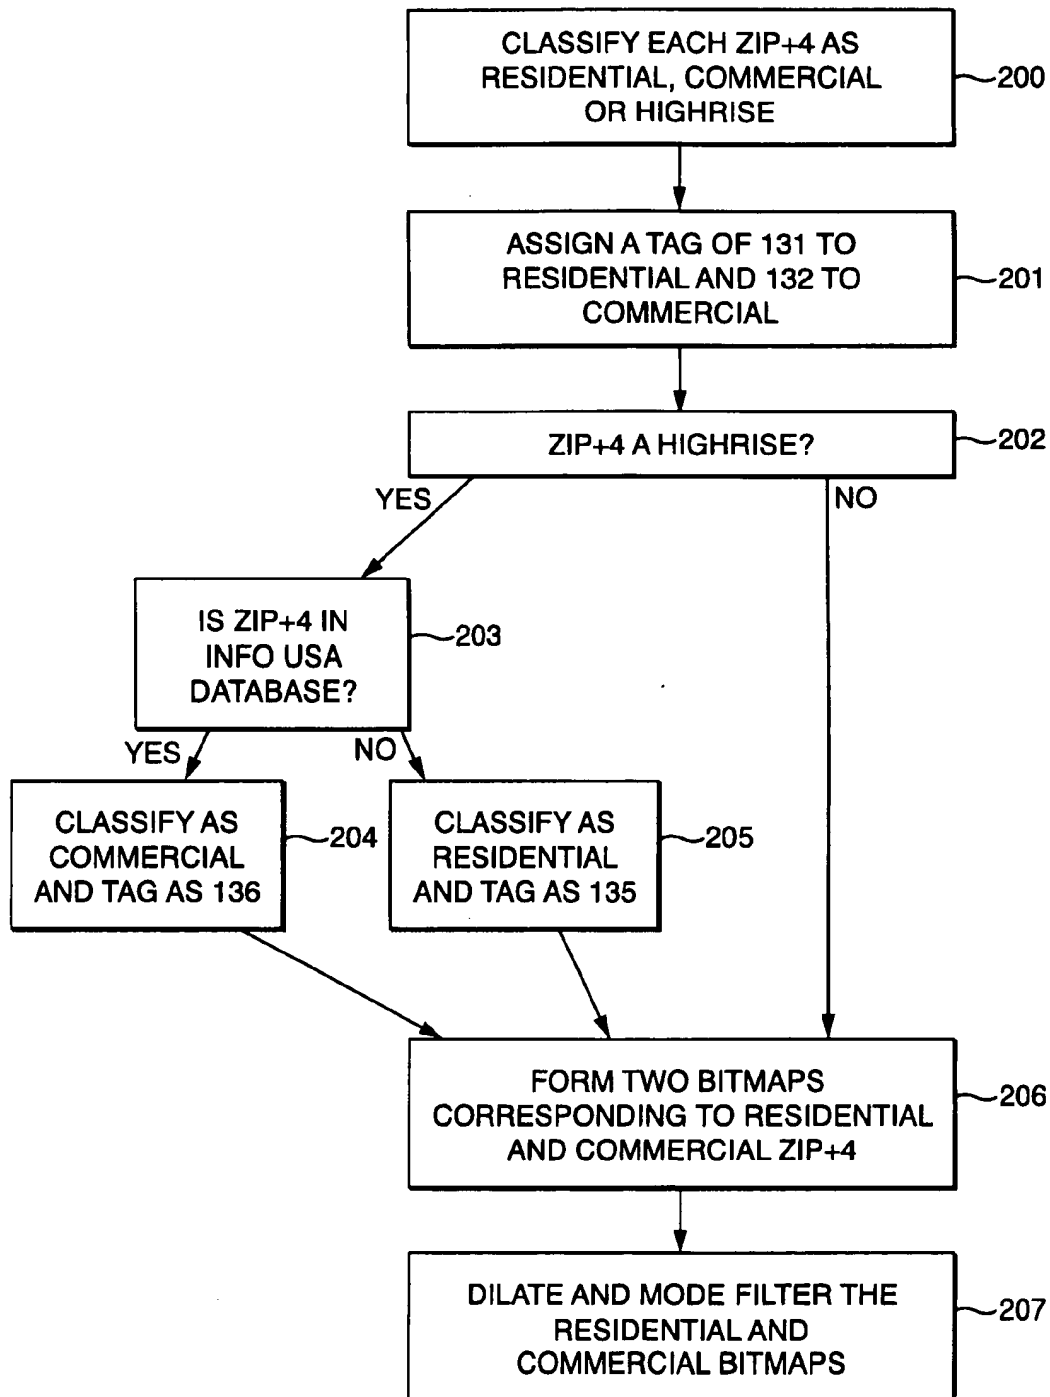 CLASSIFY EACH ZIP+4 AS
RESIDENTIAL, COMMERCIAL
OR HIGHRISE
200
ASSIGN A TAG OF 131 TO
RESIDENTIAL AND 132 TO
COMMERCIAL
201
ZIP+4 A HIGHRISE?
202
YES
NO
IS ZIP+4 IN
INFO USA
DATABASE?
203
YES
NO
CLASSIFY AS
COMMERCIAL
AND TAG AS 136
204
CLASSIFY AS
RESIDENTIAL
AND TAG AS 135
205
FORM TWO BITMAPS
CORRESPONDING TO RESIDENTIAL
AND COMMERCIAL ZIP+4
206
DILATE AND MODE FILTER THE
RESIDENTIAL AND
COMMERCIAL BITMAPS
207